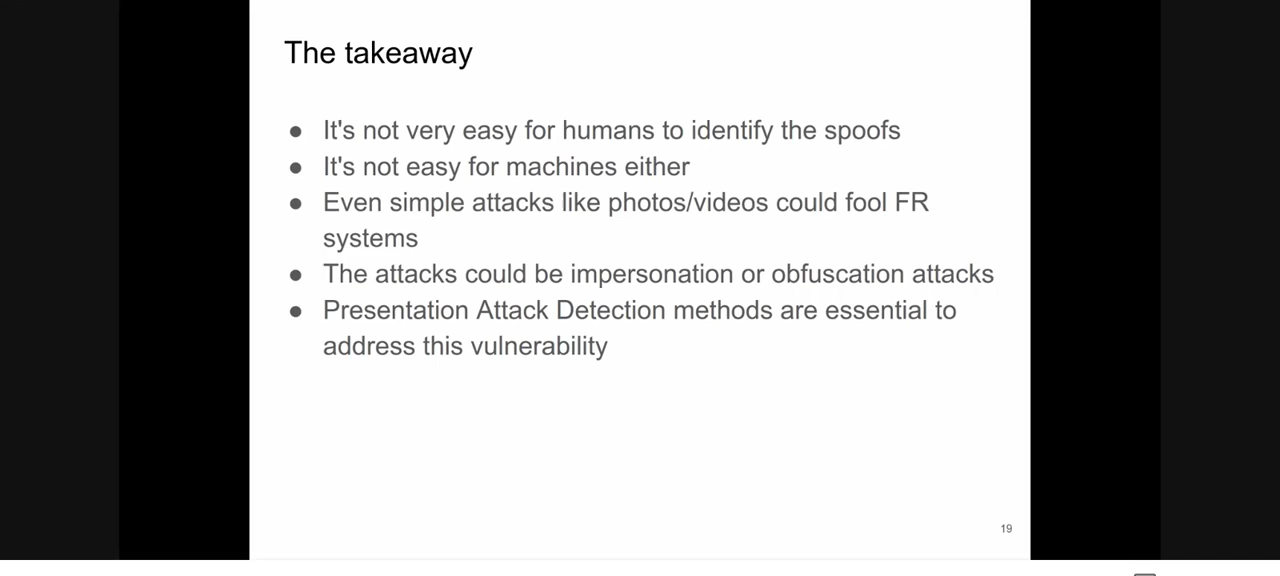 The takeaway
● It's not very easy for humans to identify the spoofs
● It's not easy for machines either
● Even simple attacks like photos/videos could fool FR
systems
● The attacks could be impersonation or obfuscation attacks
● Presentation Attack Detection methods are essential to
address this vulnerability
19